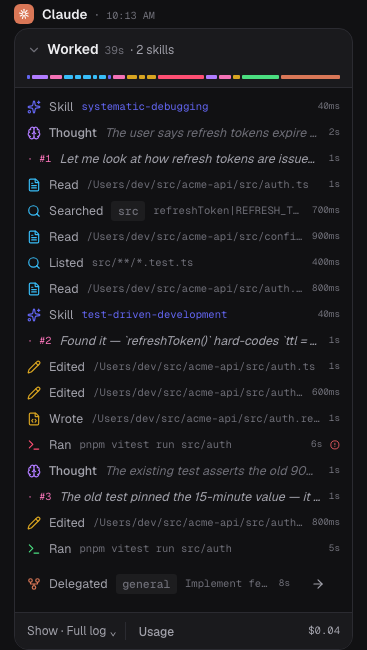 Claude · 10:13 AM
Worked 39s · 2 skills
Skill systematic-debugging 40ms
Thought The user says refresh tokens expire … 2s
· #1 Let me look at how refresh tokens are issue… 1s
Read /Users/dev/src/acme-api/src/auth.ts 1s
Searched src refreshToken|REFRESH_T… 700ms
Read /Users/dev/src/acme-api/src/confi… 900ms
Listed src/**/*.test.ts 400ms
Read /Users/dev/src/acme-api/src/auth.… 800ms
Skill test-driven-development 40ms
· #2 Found it — `refreshToken()` hard-codes `ttl = … 1s
Edited /Users/dev/src/acme-api/src/auth.ts 1s
Edited /Users/dev/src/acme-api/src/auth… 600ms
Wrote /Users/dev/src/acme-api/src/auth.re… 1s
Ran pnpm vitest run src/auth 6s
Thought The existing test asserts the old 90… 1s
· #3 The old test pinned the 15-minute value — it … 1s
Edited /Users/dev/src/acme-api/src/auth… 800ms
Ran pnpm vitest run src/auth 5s
Delegated general Implement fe… 8s
Show · Full log Usage $0.04